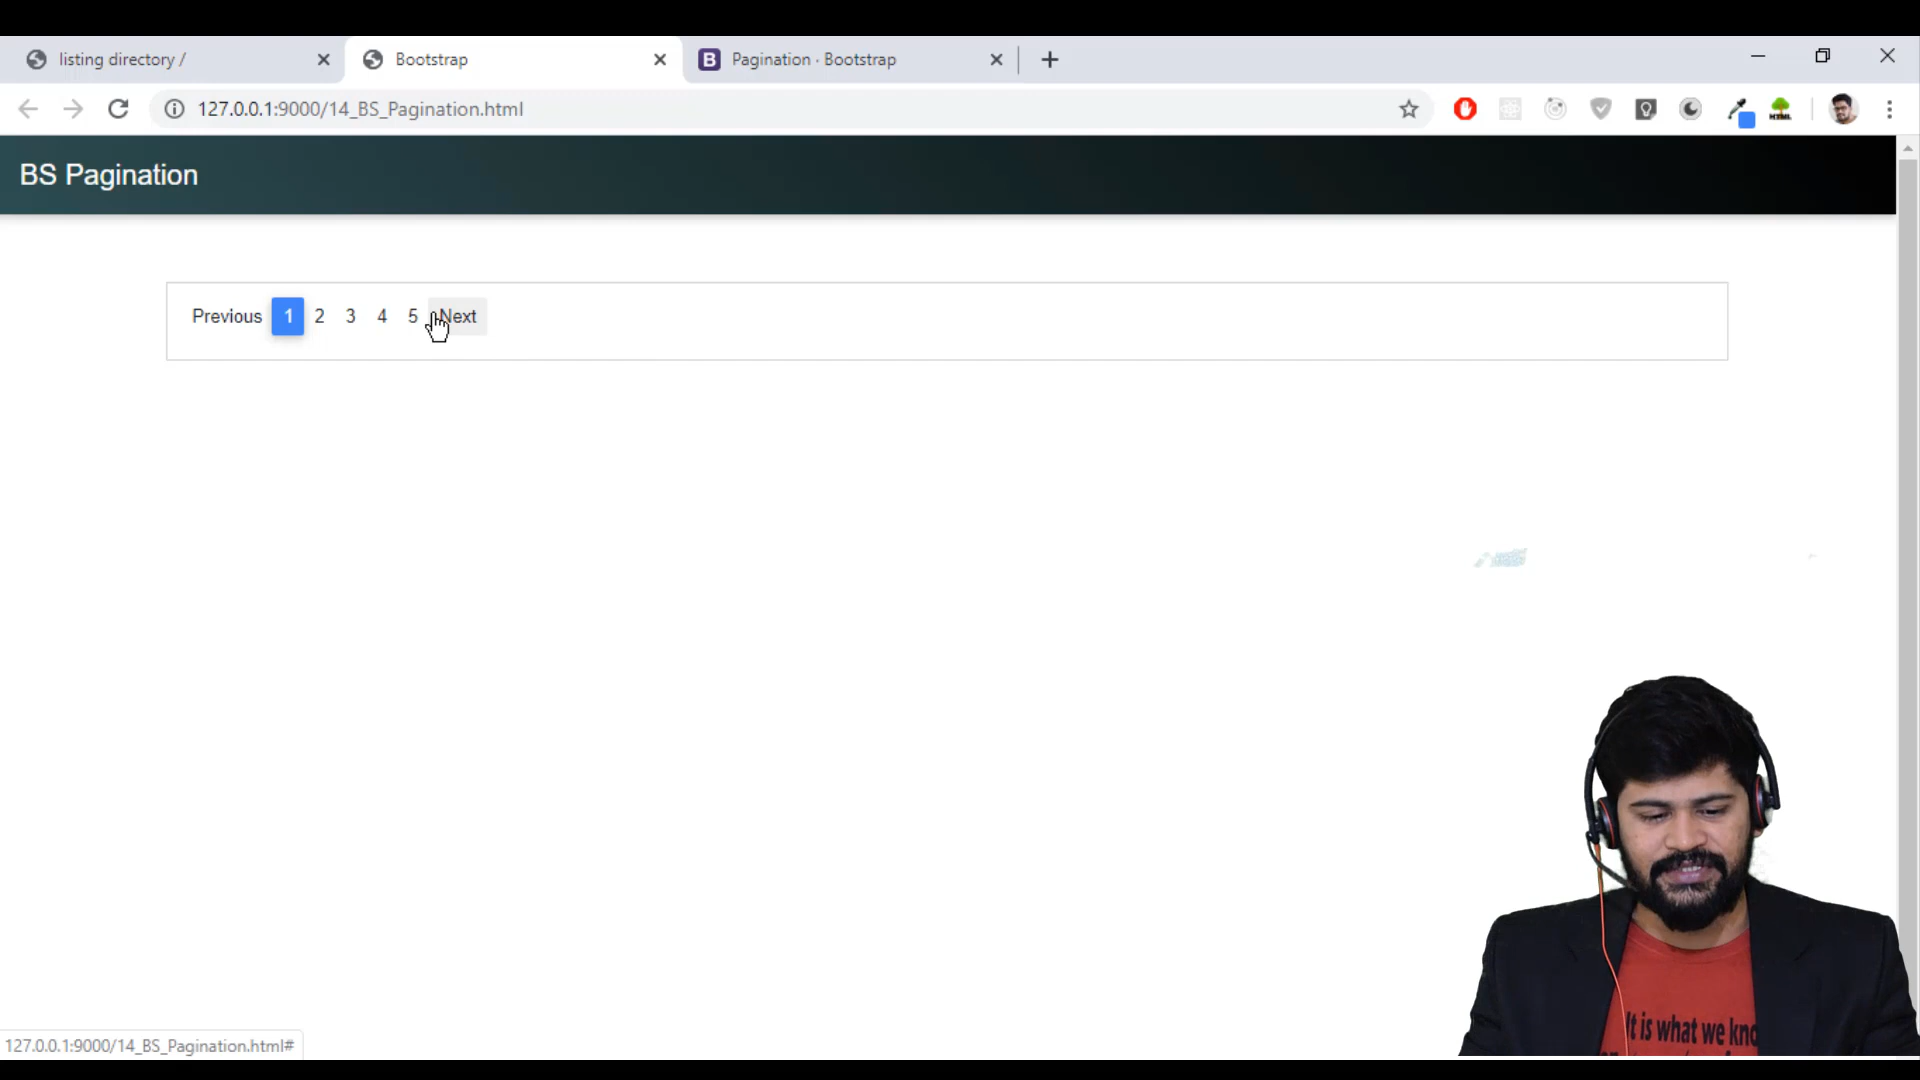 listing directory /
Bootstrap
Pagination · Bootstrap
127.0.0.1:9000/14_BS_Pagination.html
BS Pagination
Previous 1 2 3 4 5 Next
It is what we kno
127.0.0.1:9000/14_BS_Pagination.html#